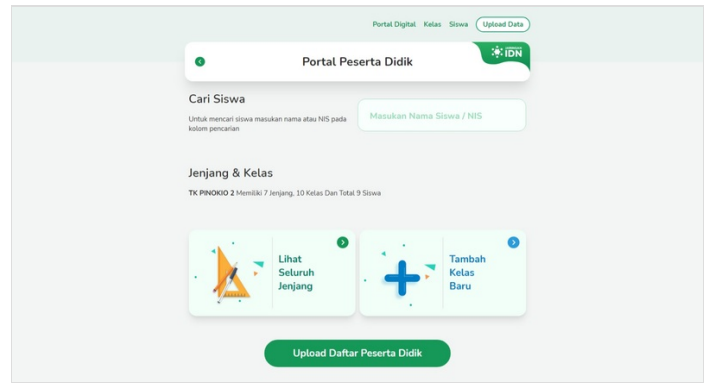 Portal Digital Kelas Siswa Upload Data
Portal Peserta Didik
IDN
Cari Siswa
Untuk mencari siswa masukan nama atau NIS pada
kolom pencarian
Masukan Nama Siswa / NIS
Jenjang & Kelas
TK PINOKIO 2 Memiliki 7 Jenjang, 10 Kelas Dan Total 9 Siswa
Lihat
Seluruh
Jenjang
Tambah
Kelas
Baru
Upload Daftar Peserta Didik